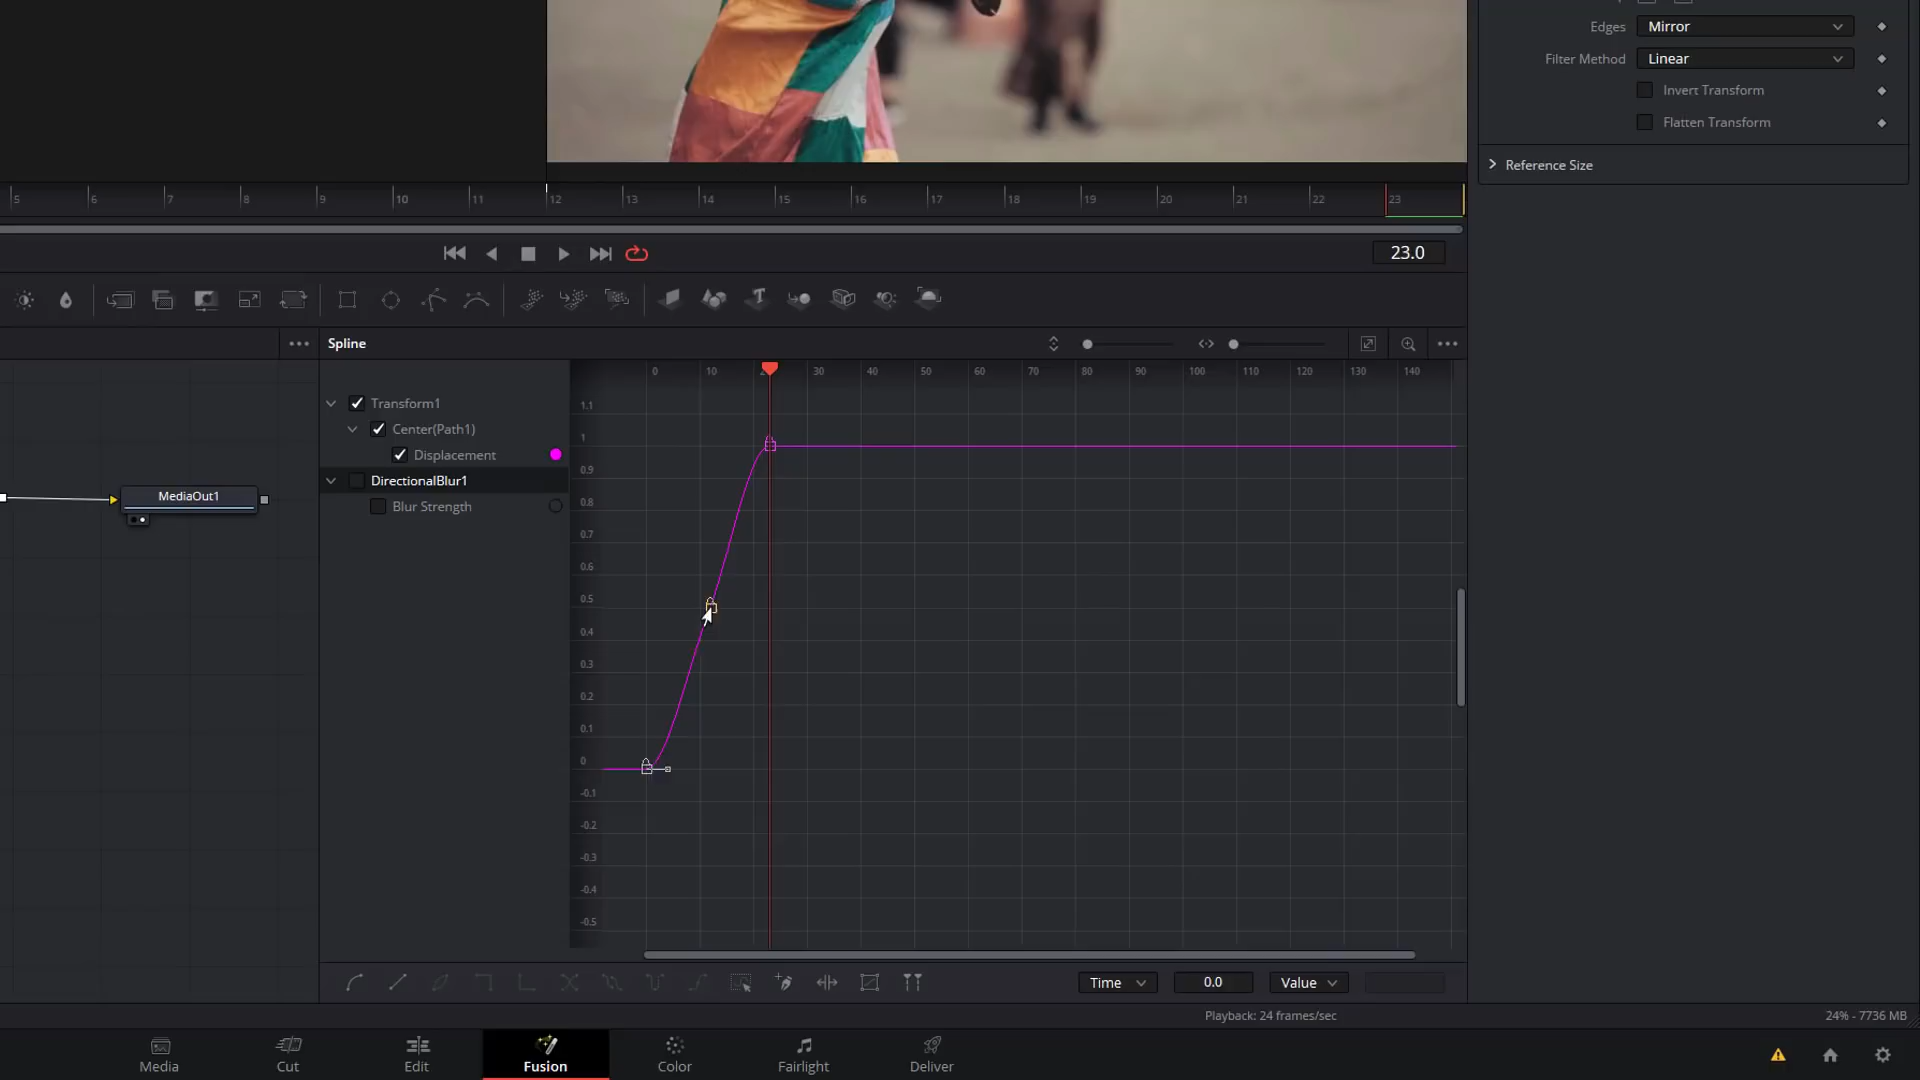 Edges Mirror
Filter Method Linear
Invert Transform
Flatten Transform
Reference Size
5 6 7 8 9 10 11 12 13 14 15 16 17 18 19 20 21 22 23
23.0
Spline
0 10 2 30 40 50 60 70 80 90 100 110 120 130 140
Transform1
Center(Path1)
Displacement
DirectionalBlur1
Blur Strength
MediaOut1
1.1
1
0.9
0.8
0.7
0.6
0.5
0.4
0.3
0.2
0.1
0
-0.1
-0.2
-0.3
-0.4
-0.5
Time 0.0 Value
Playback: 24 frames/sec
24% - 7736 MB
Media Cut Edit Fusion Color Fairlight Deliver